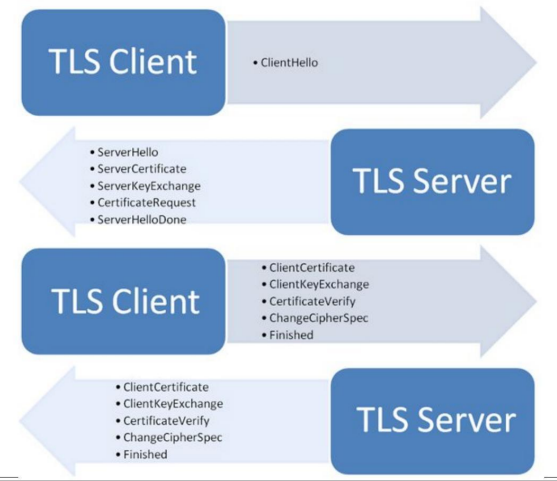 TLS Client
• ClientHello
• ServerHello
• ServerCertificate
• ServerKeyExchange
• CertificateRequest
• ServerHelloDone
TLS Server
TLS Client
• ClientCertificate
• ClientKeyExchange
• CertificateVerify
• ChangeCipherSpec
• Finished
• ClientCertificate
• ClientKeyExchange
• CertificateVerify
• ChangeCipherSpec
• Finished
TLS Server